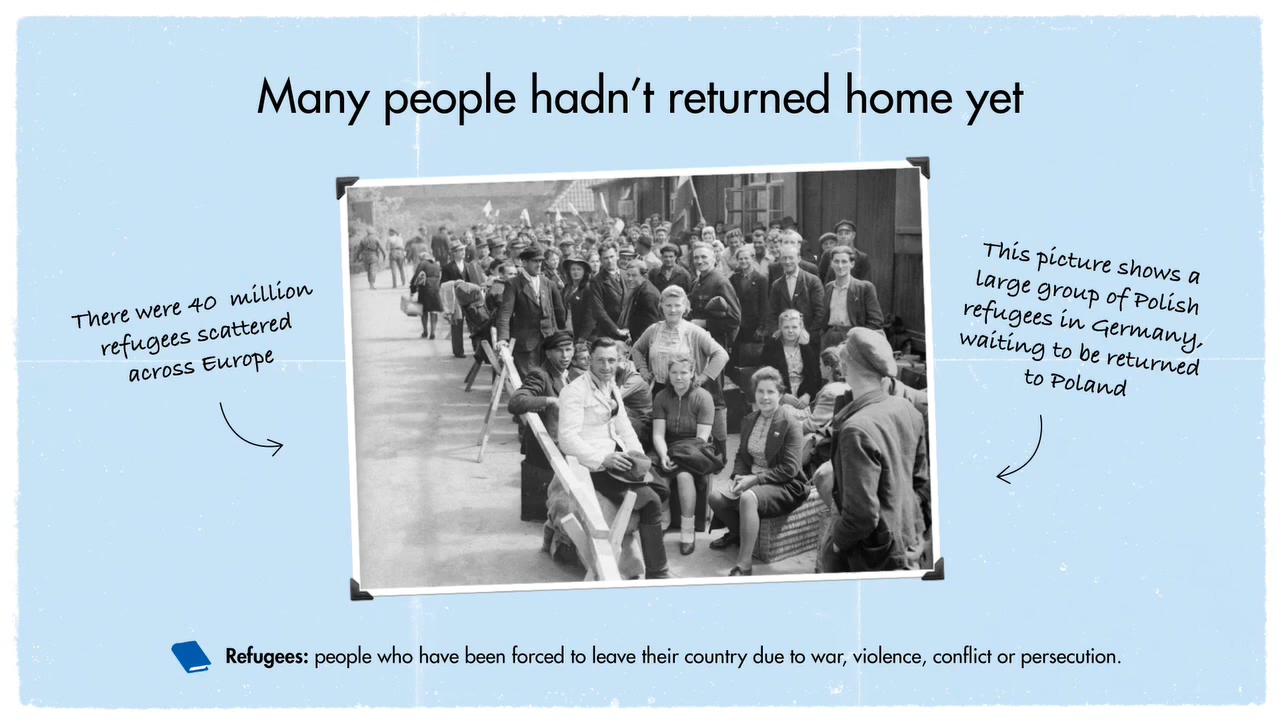 Many people hadn’t returned home yet
There were 40 million
refugees scattered
across Europe
This picture shows a
large group of Polish
refugees in Germany,
waiting to be returned
to Poland
Refugees: people who have been forced to leave their country due to war, violence, conflict or persecution.